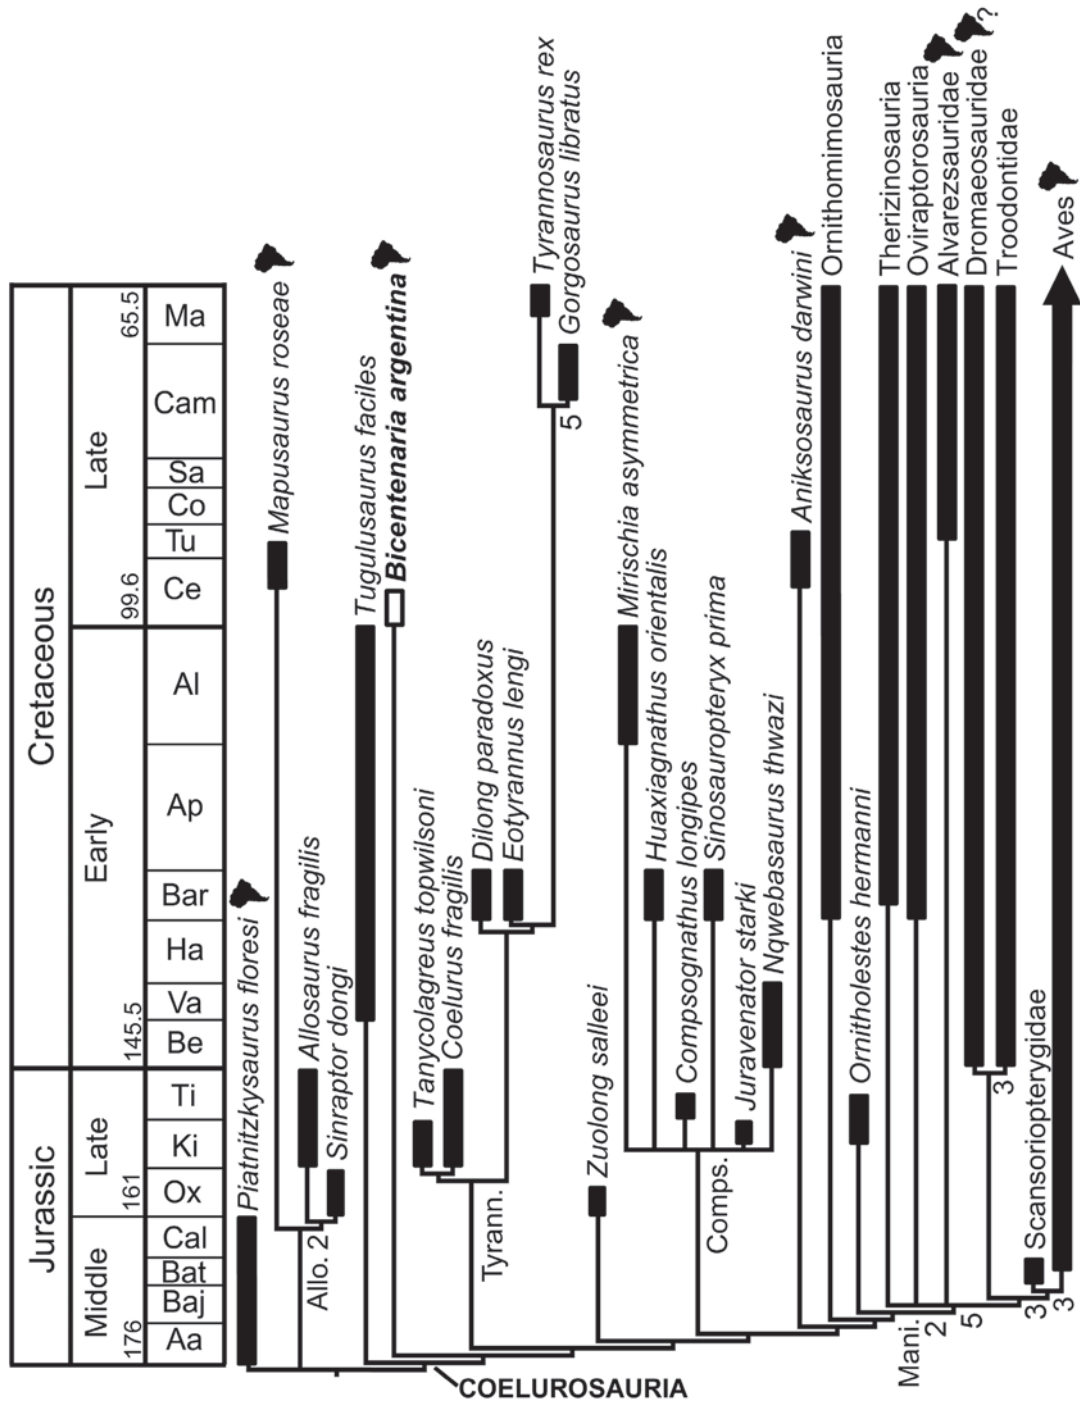 Jurassic
Cretaceous
Middle
Late
Early
Late
176
161
145.5
99.6
65.5
Aa
Baj
Bat
Cal
Ox
Ki
Ti
Be
Va
Ha
Bar
Ap
Al
Ce
Tu
Co
Sa
Cam
Ma
Piatnitzkysaurus floresi
Mapusaurus roseae
Allosaurus fragilis
Sinraptor dongi
Allo. 2
Tugulusaurus faciles
Bicentenaria argentina
Tanycolagreus topwilsoni
Coelurus fragilis
Dilong paradoxus
Eotyrannus lengi
Tyrannosaurus rex
Gorgosaurus libratus
5
Tyrann.
Zuolong salleei
Mirischia asymmetrica
Huaxiagnathus orientalis
Compsognathus longipes
Sinosauropteryx prima
Juravenator starki
Nqwebasaurus thwazi
Comps.
Aniksosaurus darwini
Ornithomimosauria
Ornitholestes hermanni
Therizinosauria
Oviraptorosauria
Alvarezsauridae
Dromaeosauridae ?
Troodontidae
3
Scansoriopterygidae
Aves
Mani.
2
5
3
3
COELUROSAURIA